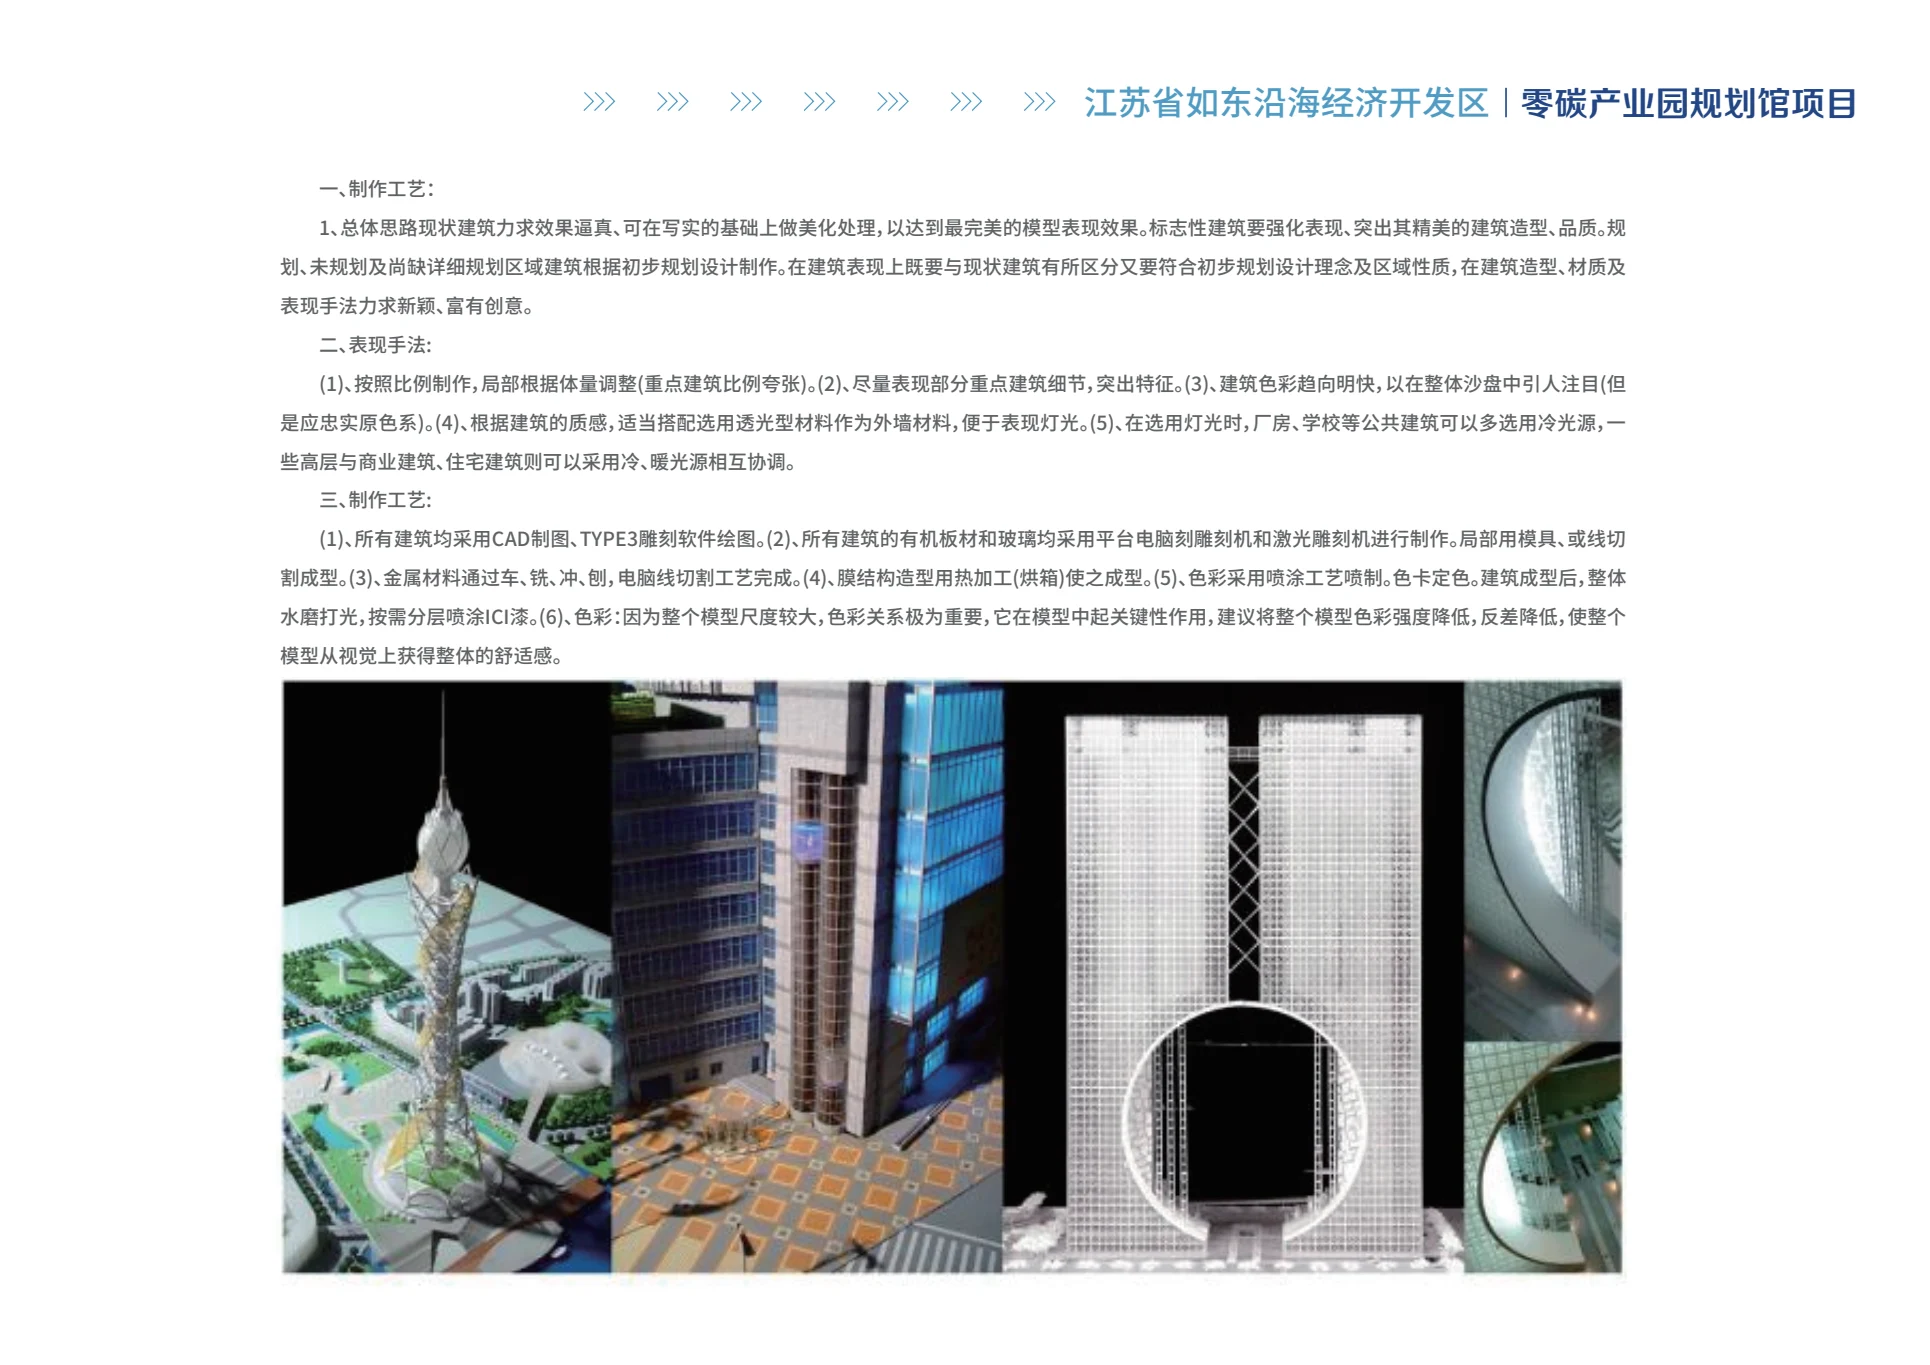 江苏省如东沿海经济开发区|零碳产业园规划馆项目
一、制作工艺：
1、总体思路现状建筑力求效果逼真、可在写实的基础上做美化处理，以达到最完美的模型表现效果。标志性建筑要强化表现、突出其精美的建筑造型、品质。规
划、未规划及尚缺详细规划区域建筑根据初步规划设计制作。在建筑表现上既要与现状建筑有所区分又要符合初步规划设计理念及区域性质，在建筑造型、材质及
表现手法力求新颖、富有创意。
二、表现手法:
(1)、按照比例制作，局部根据体量调整(重点建筑比例夸张)。(2)、尽量表现部分重点建筑细节，突出特征。(3)、建筑色彩趋向明快，以在整体沙盘中引人注目(但
是应忠实原色系)。(4)、根据建筑的质感，适当搭配选用透光型材料作为外墙材料，便于表现灯光。(5)、在选用灯光时，厂房、学校等公共建筑可以多选用冷光源，一
些高层与商业建筑、住宅建筑则可以采用冷、暖光源相互协调。
三、制作工艺:
(1)、所有建筑均采用CAD制图、TYPE3雕刻软件绘图。(2)、所有建筑的有机板材和玻璃均采用平台电脑刻雕刻机和激光雕刻机进行制作。局部用模具、或线切
割成型。(3)、金属材料通过车、铣、冲、刨，电脑线切割工艺完成。(4)、膜结构造型用热加工(烘箱)使之成型。(5)、色彩采用喷涂工艺喷制。色卡定色。建筑成型后，整体
水磨打光，按需分层喷涂ICI漆。(6)、色彩：因为整个模型尺度较大，色彩关系极为重要，它在模型中起关键性作用，建议将整个模型色彩强度降低，反差降低，使整个
模型从视觉上获得整体的舒适感。